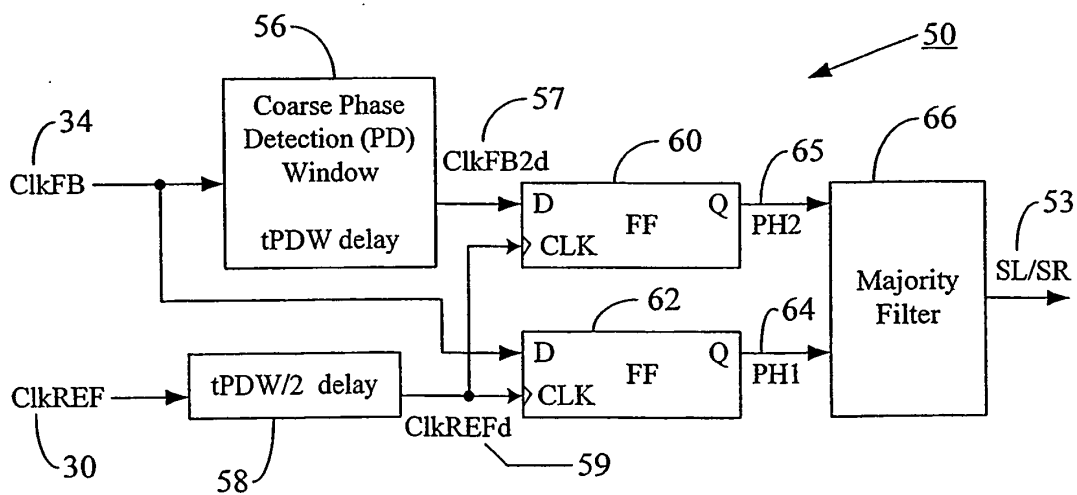 56
50
34
Coarse Phase
Detection (PD)
Window
tPDW delay
57
ClkFB2d
60
65
66
53
ClkFB
D
FF
Q
CLK
PH2
Majority
Filter
SL/SR
62
64
D
FF
Q
CLK
PH1
ClkREF
tPDW/2 delay
ClkREFd
30
58
59